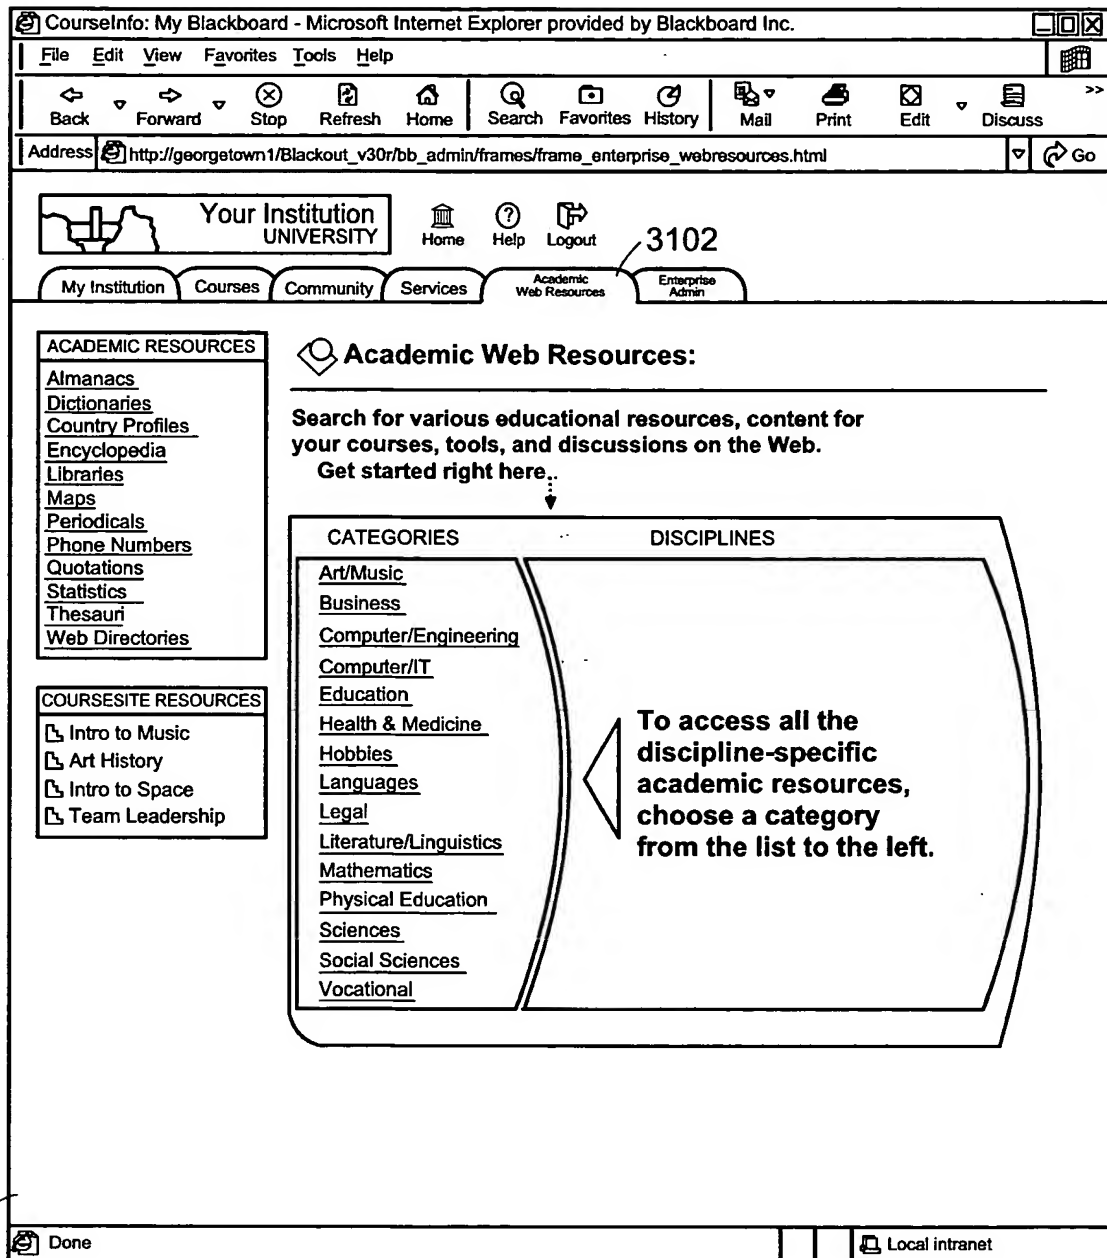 CourseInfo: My Blackboard - Microsoft Internet Explorer provided by Blackboard Inc.
File Edit View Favorites Tools Help
Back Forward Stop Refresh Home Search Favorites History Mail Print Edit Discuss >>
Address http://georgetown1/Blackout_v30r/bb_admin/frames/frame_enterprise_webresources.html Go
Your Institution
UNIVERSITY
Home Help Logout
3102
My Institution Courses Community Services Academic Web Resources Enterprise Admin
ACADEMIC RESOURCES
Almanacs
Dictionaries
Country Profiles
Encyclopedia
Libraries
Maps
Periodicals
Phone Numbers
Quotations
Statistics
Thesauri
Web Directories
COURSESITE RESOURCES
Intro to Music
Art History
Intro to Space
Team Leadership
Academic Web Resources:
Search for various educational resources, content for
your courses, tools, and discussions on the Web.
Get started right here..
CATEGORIES DISCIPLINES
Art/Music
Business
Computer/Engineering
Computer/IT
Education
Health & Medicine
Hobbies
Languages
Legal
Literature/Linguistics
Mathematics
Physical Education
Sciences
Social Sciences
Vocational
To access all the
discipline-specific
academic resources,
choose a category
from the list to the left.
Done Local intranet